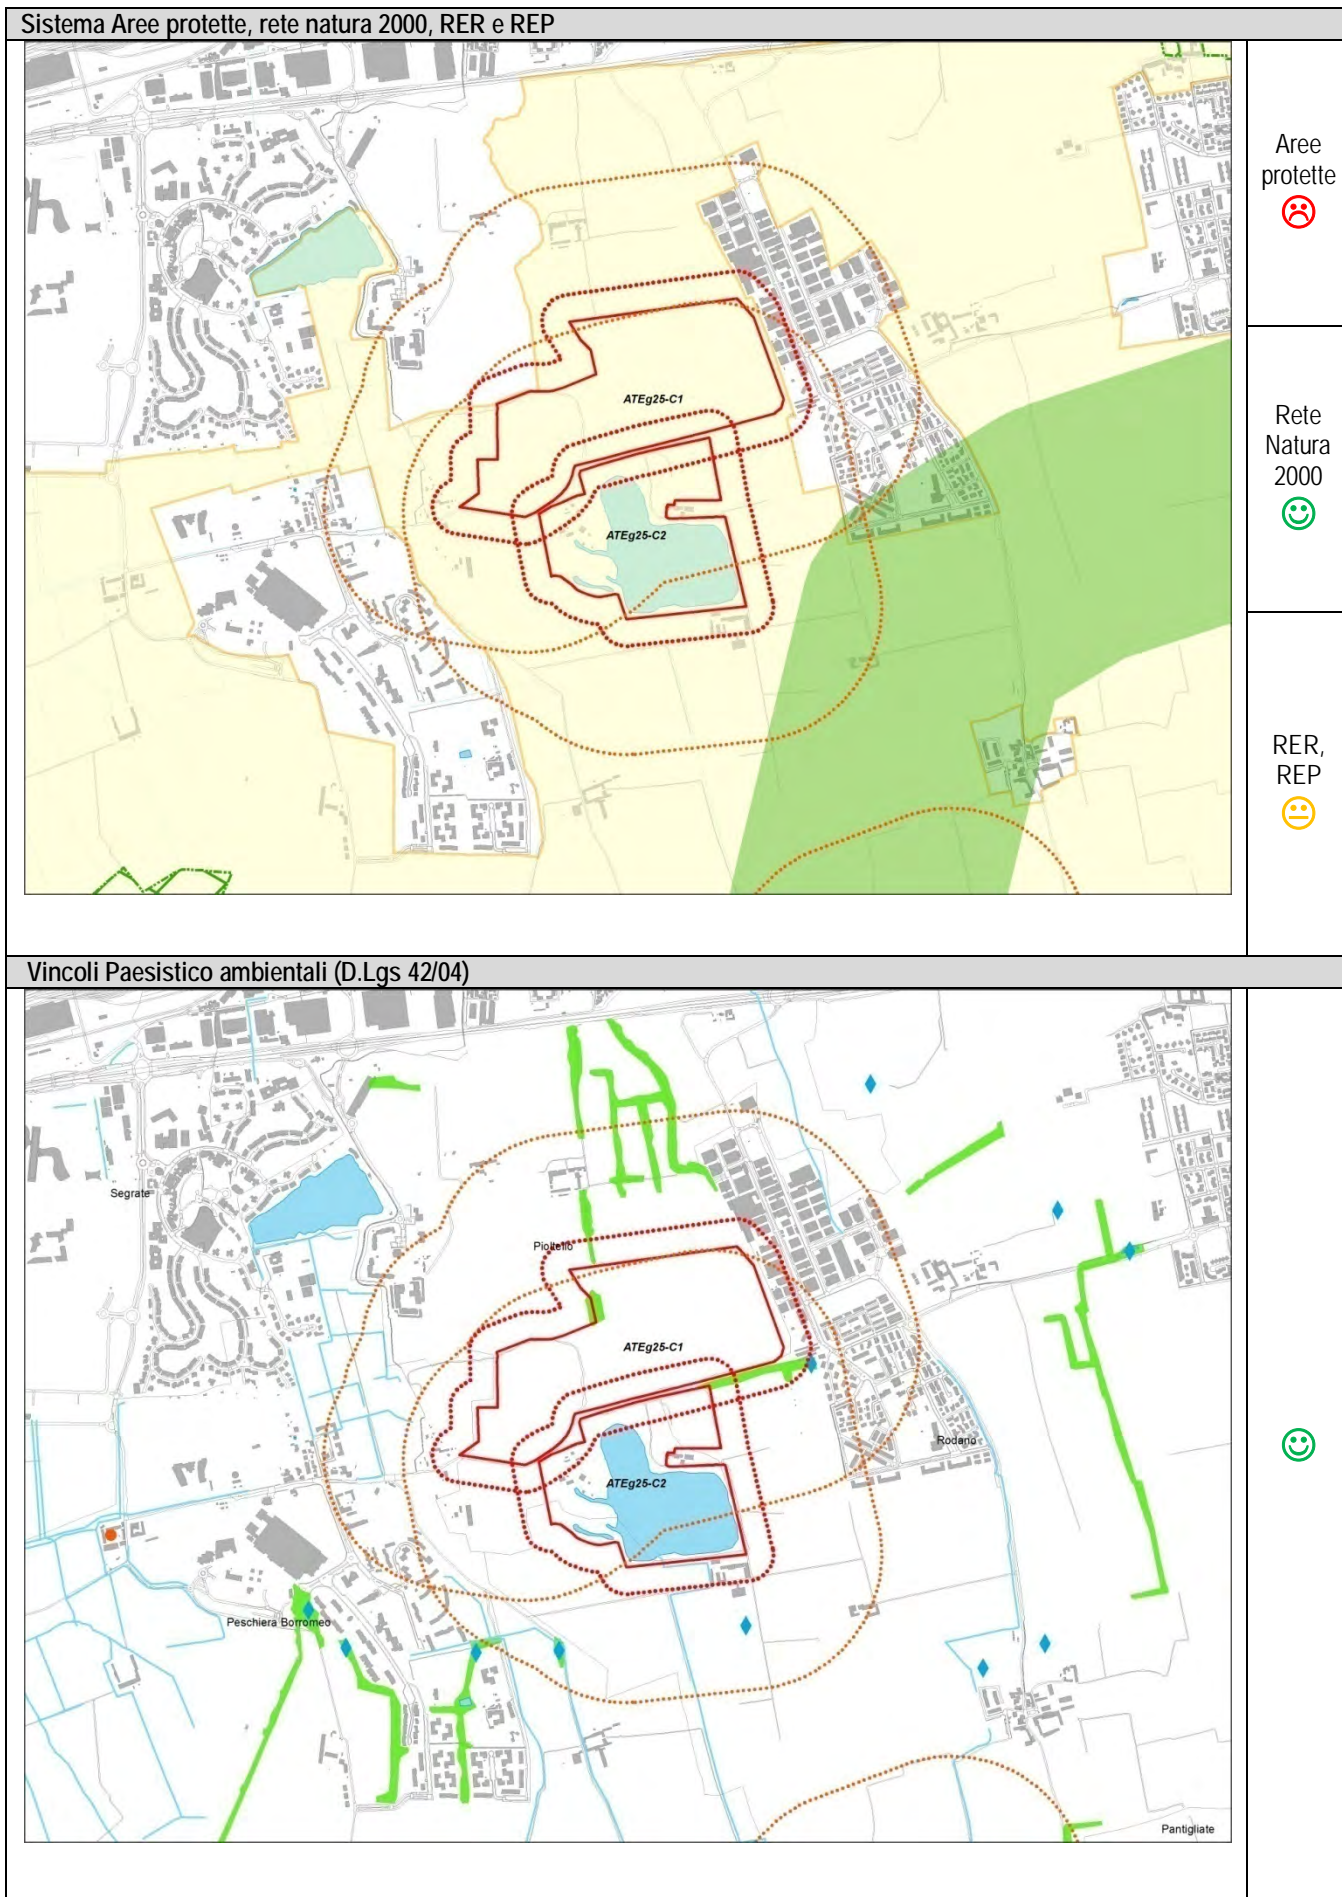 Sistema Aree protette, rete natura 2000, RER e REP
ATEg25-C1
ATEg25-C2
Aree
protette
Rete
Natura
2000
RER,
REP
Vincoli Paesistico ambientali (D.Lgs 42/04)
Segrate
Pioltello
ATEg25-C1
Rodano
ATEg25-C2
Peschiera Borromeo
Pantigliate